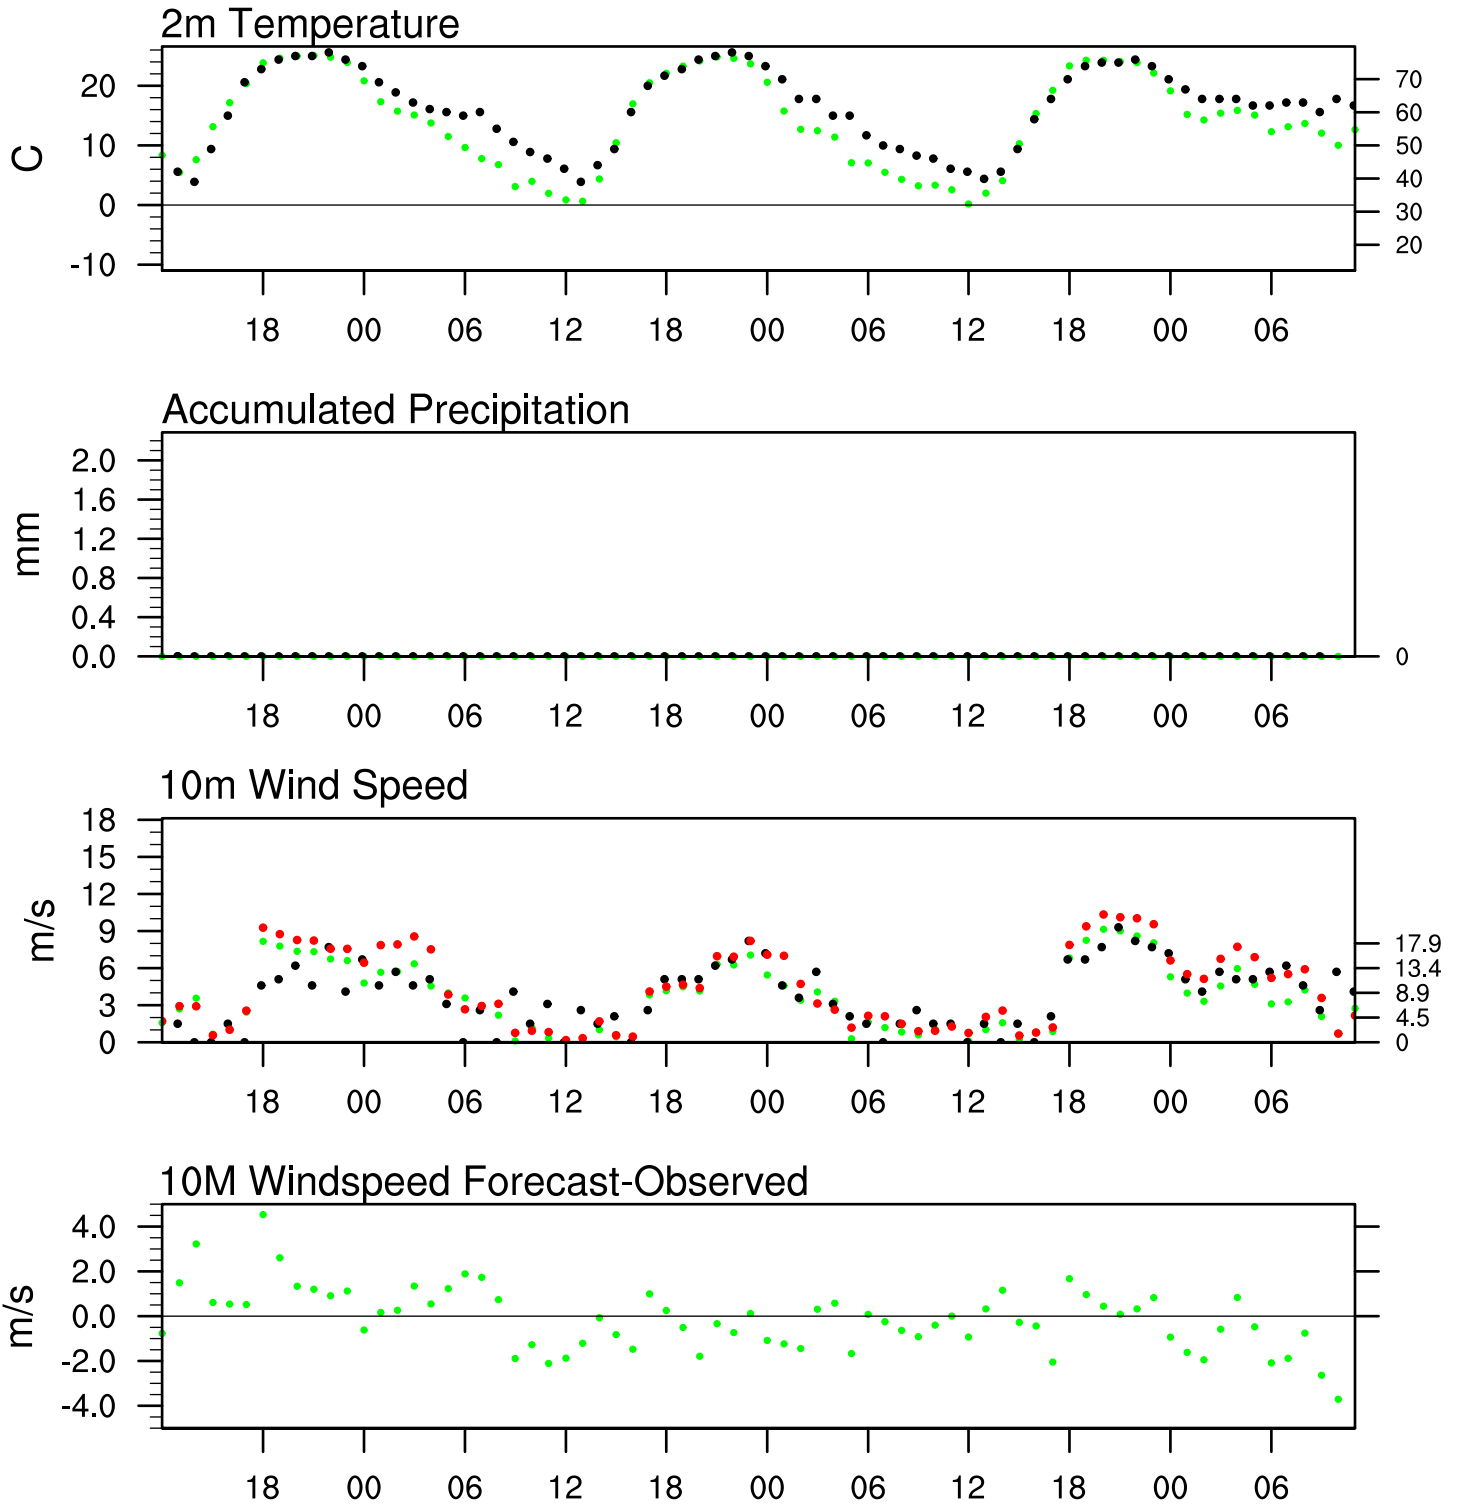 2m Temperature
C
20
10
0
-10
70
60
50
40
30
20
18 00 06 12 18 00 06 12 18 00 06
Accumulated Precipitation
mm
2.0
1.6
1.2
0.8
0.4
0.0
0
18 00 06 12 18 00 06 12 18 00 06
10m Wind Speed
m/s
18
15
12
9
6
3
0
17.9
13.4
8.9
4.5
0
18 00 06 12 18 00 06 12 18 00 06
10M Windspeed Forecast-Observed
m/s
4.0
2.0
0.0
-2.0
-4.0
18 00 06 12 18 00 06 12 18 00 06